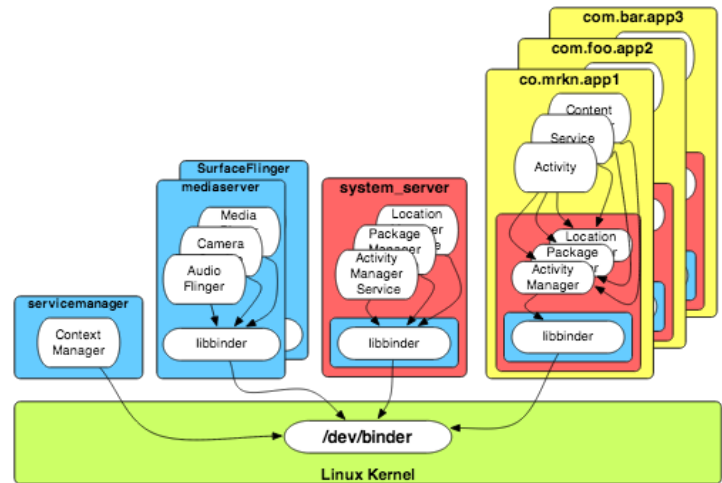 com.bar.app3
com.foo.app2
co.mrkn.app1
Content
Service
Activity
Location
Package
Activity
Manager
libbinder
SurfaceFlinger
mediaserver
Media
Camera
Audio
Flinger
libbinder
system_server
Location
Package
Manager
Activity
Manager
Service
libbinder
servicemanager
Context
Manager
/dev/binder
Linux Kernel